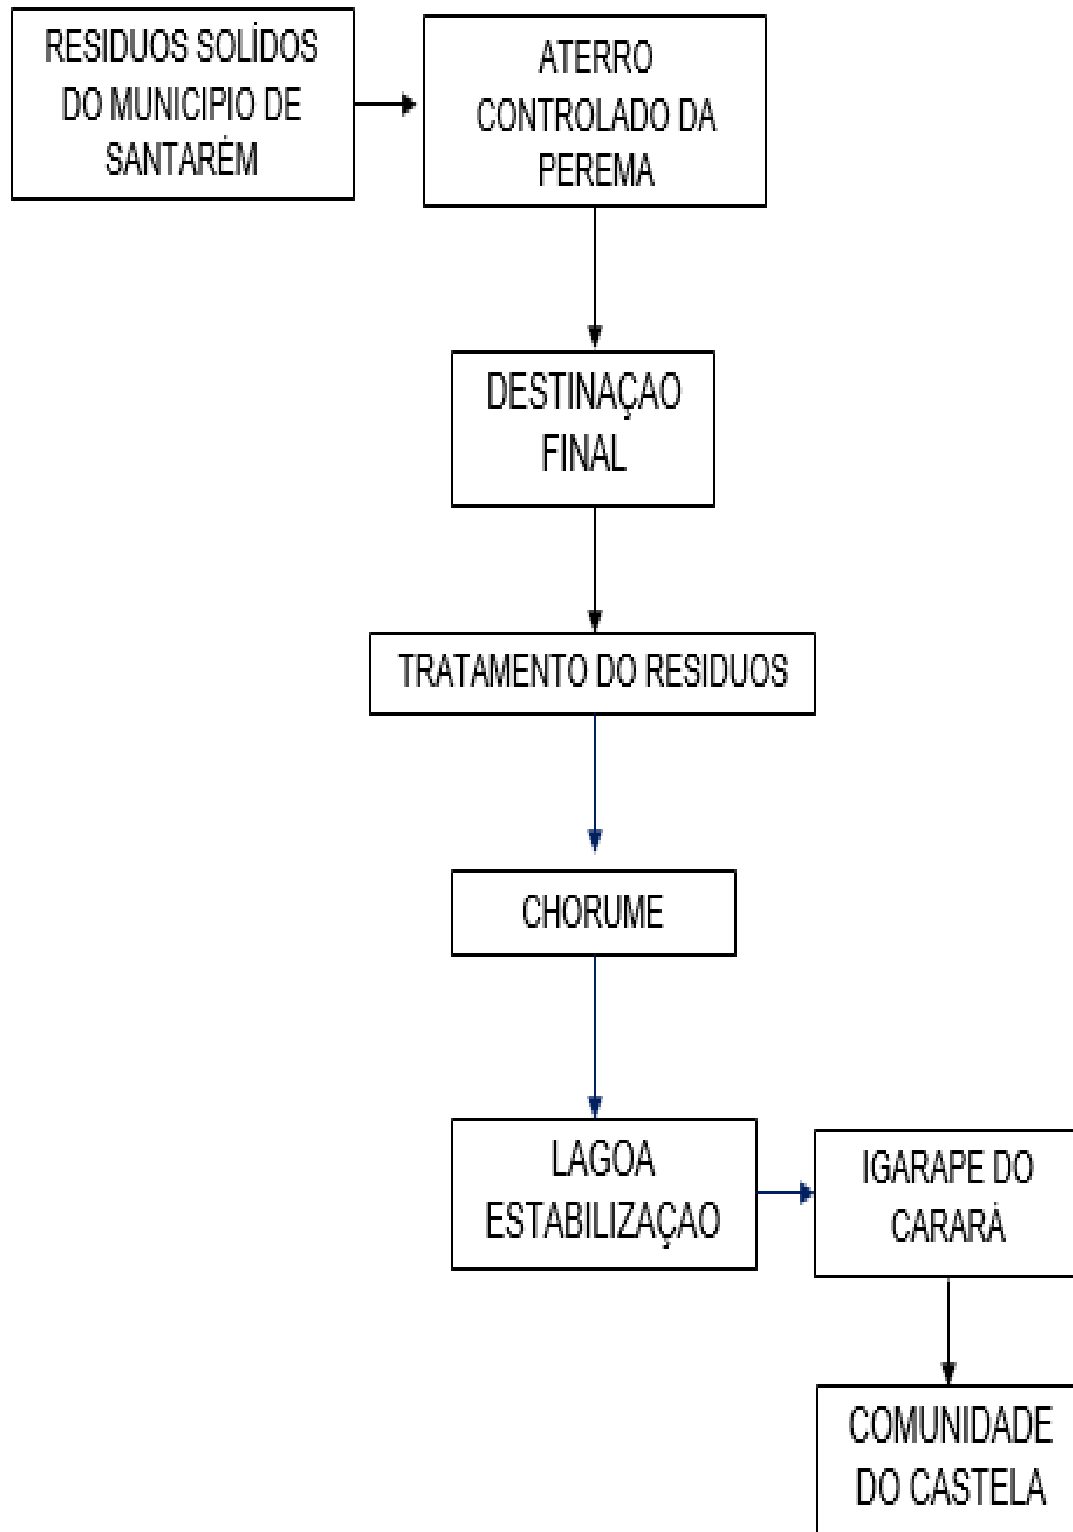 RESIDUOS SOLÍDOS
DO MUNICIPIO DE
SANTARÉM
ATERRO
CONTROLADO DA
PEREMA
DESTINAÇAO
FINAL
TRATAMENTO DO RESIDUOS
CHORUME
LAGOA
ESTABILIZAÇAO
IGARAPE DO
CARARÁ
COMUNIDADE
DO CASTELA